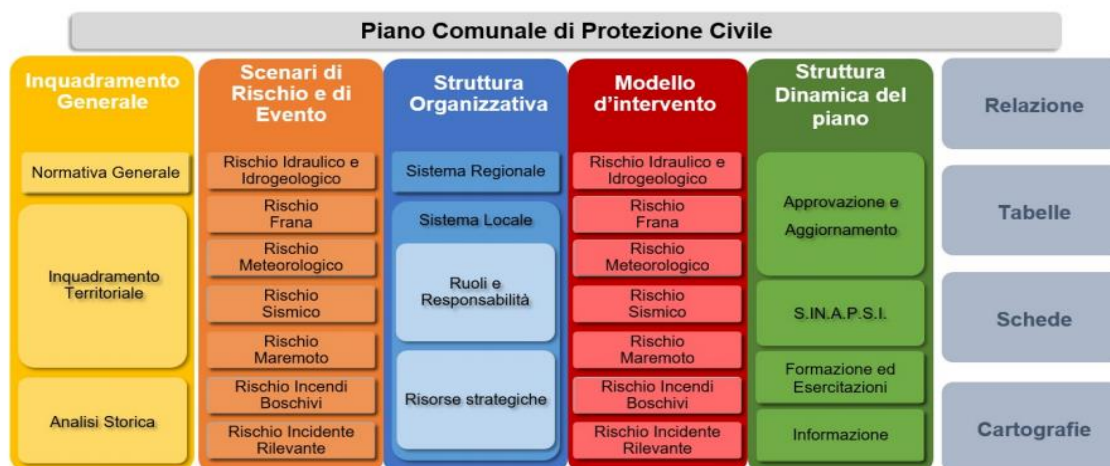 Piano Comunale di Protezione Civile
Inquadramento
Generale
Normativa Generale
Inquadramento
Territoriale
Analisi Storica
Scenari di
Rischio e di
Evento
Rischio Idraulico e
Idrogeologico
Rischio
Frana
Rischio
Meteorologico
Rischio
Sismico
Rischio
Maremoto
Rischio Incendi
Boschivi
Rischio Incidente
Rilevante
Struttura
Organizzativa
Sistema Regionale
Sistema Locale
Ruoli e
Responsabilità
Risorse strategiche
Modello
d'intervento
Rischio Idraulico e
Idrogeologico
Rischio
Frana
Rischio
Meteorologico
Rischio
Sismico
Rischio
Maremoto
Rischio Incendi
Boschivi
Rischio Incidente
Rilevante
Struttura
Dinamica del
piano
Approvazione e
Aggiornamento
S.IN.A.P.S.I.
Formazione ed
Esercitazioni
Informazione
Relazione
Tabelle
Schede
Cartografie